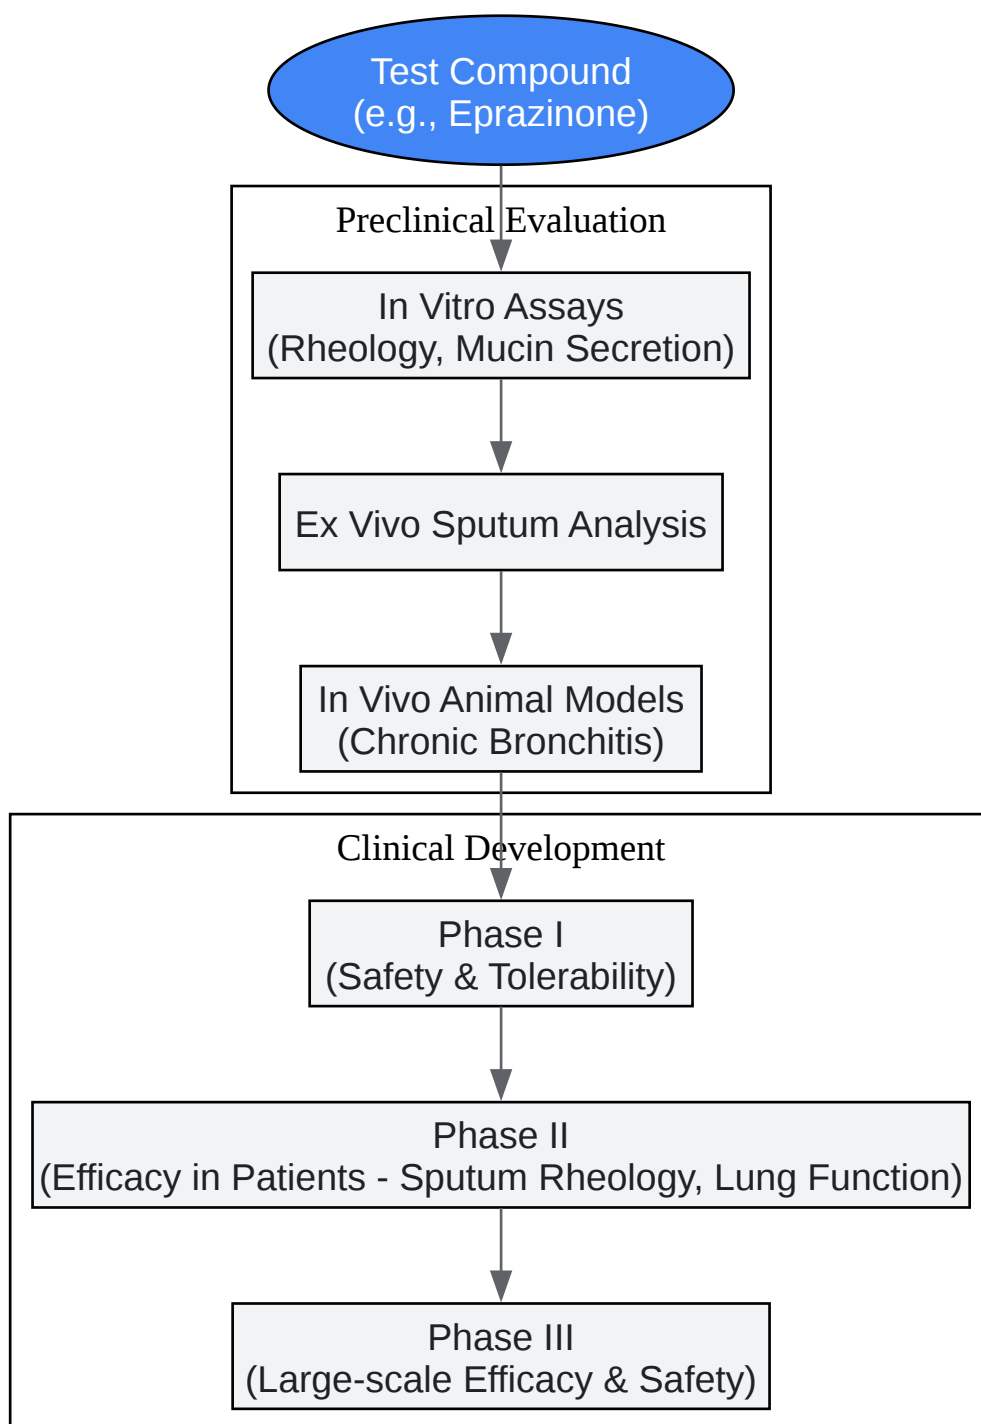 Test Compound
(e.g., Eprazinone)
Preclinical Evaluation
In Vitro Assays
(Rheology, Mucin Secretion)
Ex Vivo Sputum Analysis
In Vivo Animal Models
(Chronic Bronchitis)
Clinical Development
Phase I
(Safety & Tolerability)
Phase II
(Efficacy in Patients - Sputum Rheology, Lung Function)
Phase III
(Large-scale Efficacy & Safety)